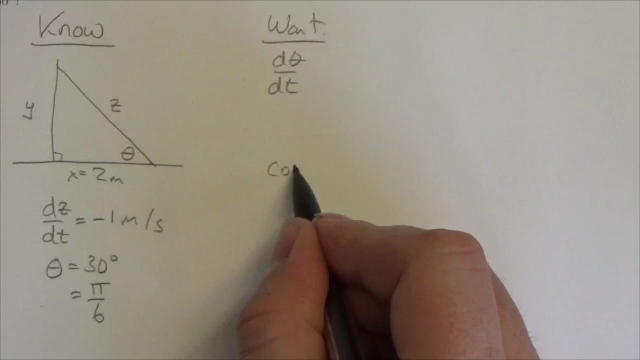 Know
Want
y
z
θ
x = 2m
dz/dt = -1 m/s
θ = 30°
= π/6
dθ/dt
co